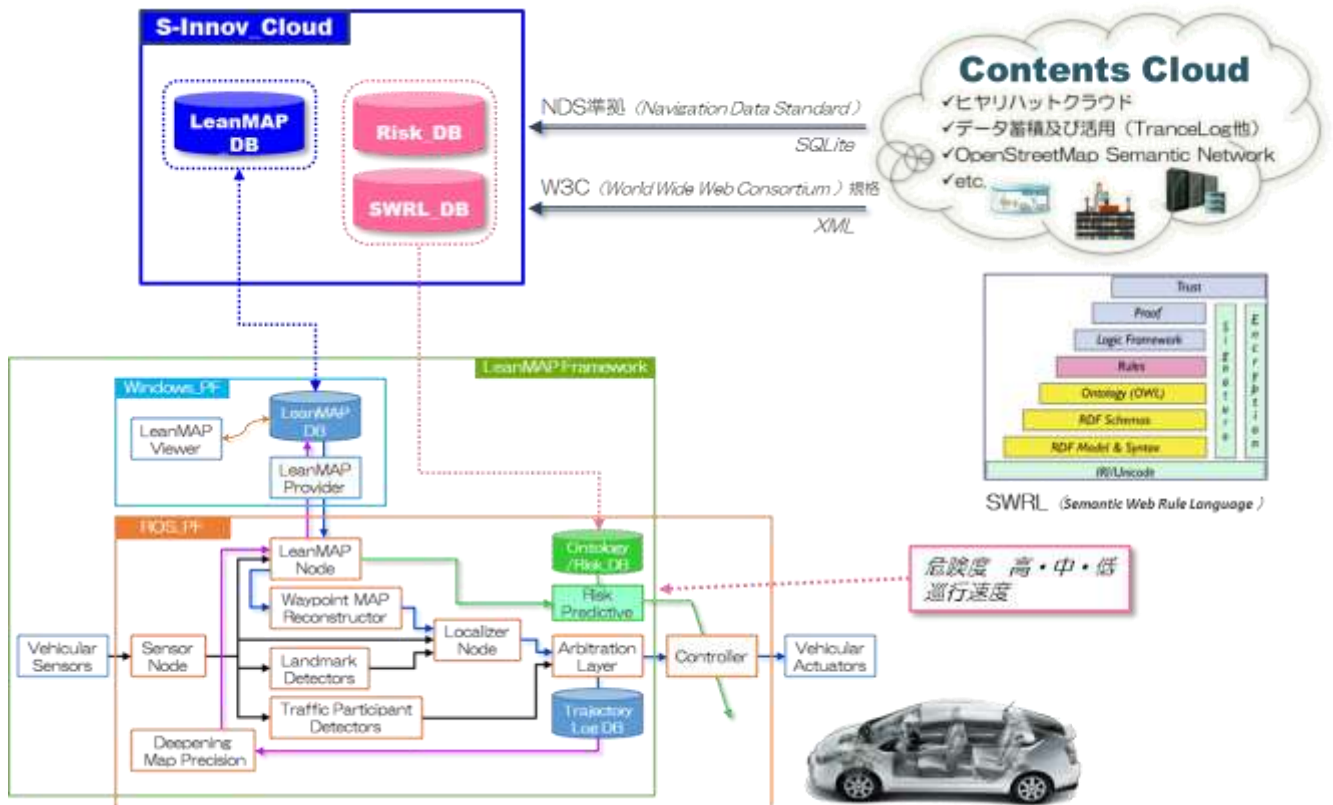 S-Innov_Cloud
LeanMAP
_DB
Risk_DB
SWRL_DB
NDS準拠（Navigation Data Standard）
SQLite
W3C（World Wide Web Consortium）規格
XML
Contents Cloud
✓ヒヤリハットクラウド
✓データ蓄積及び活用（TranceLog他）
✓OpenStreetMap Semantic Network
✓etc.
Trust
Proof
Logic Framework
Rules
Ontology (OWL)
RDF Schemas
RDF Model & Syntax
IRI/Unicode
Signature
Encryption
SWRL（Semantic Web Rule Language）
LeanMAP Framework
Windows_PF
LeanMAP
DB
LeanMAP
Viewer
LeanMAP
Provider
ROS_PF
LeanMAP
Node
Ontology
/Risk_DB
危険度　高・中・低
巡行速度
Waypoint MAP
Reconstructor
Risk
Predictive
Vehicular
Sensors
Sensor
Node
Localizer
Node
Landmark
Detectors
Arbitration
Layer
Controller
Vehicular
Actuators
Traffic Participant
Detectors
Trajectory
Log DB
Deepening
Map Precision